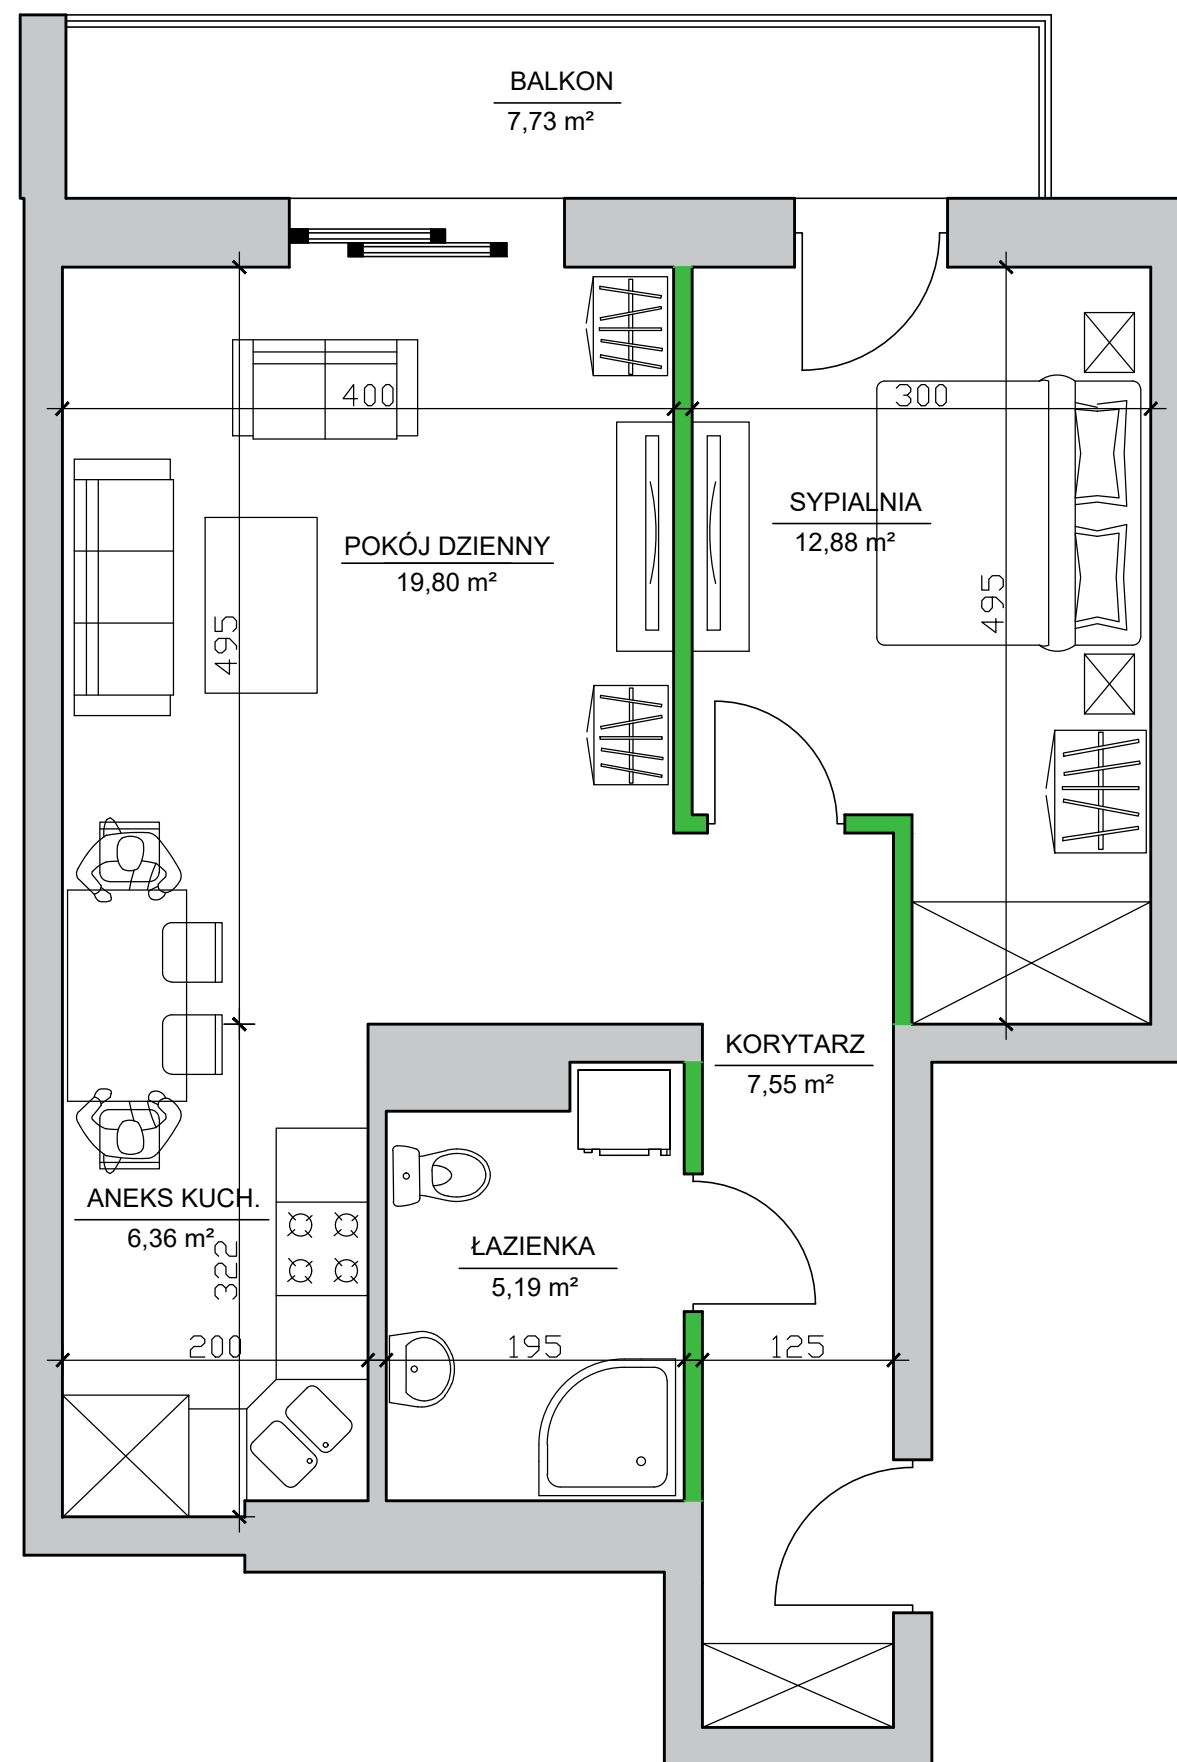 BALKON
7,73 m²
400
300
SYPIALNIA
12,88 m²
POKÓJ DZIENNY
19,80 m²
495
495
KORYTARZ
7,55 m²
ANEKS KUCH.
6,36 m²
322
ŁAZIENKA
5,19 m²
200
195
125